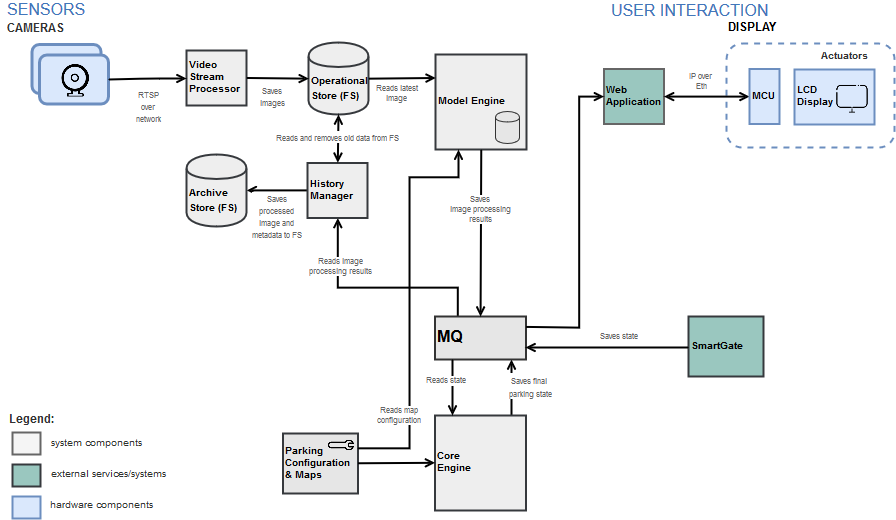 SENSORS
CAMERAS
USER INTERACTION
DISPLAY
Actuators
Video
Stream
Processor
Operational
Store (FS)
Model Engine
Web
Application
MCU
LCD
Display
RTSP
over
network
Saves
images
Reads latest
image
IP over
Eth
Reads and removes old data from FS
Archive
Store (FS)
History
Manager
Saves
processed
image and
metadata to FS
Saves
image processing
results
Reads image
processing results
MQ
Saves state
SmartGate
Reads state
Saves final
parking state
Reads map
configuration
Parking
Configuration
& Maps
Core
Engine
Legend:
system components
external services/systems
hardware components